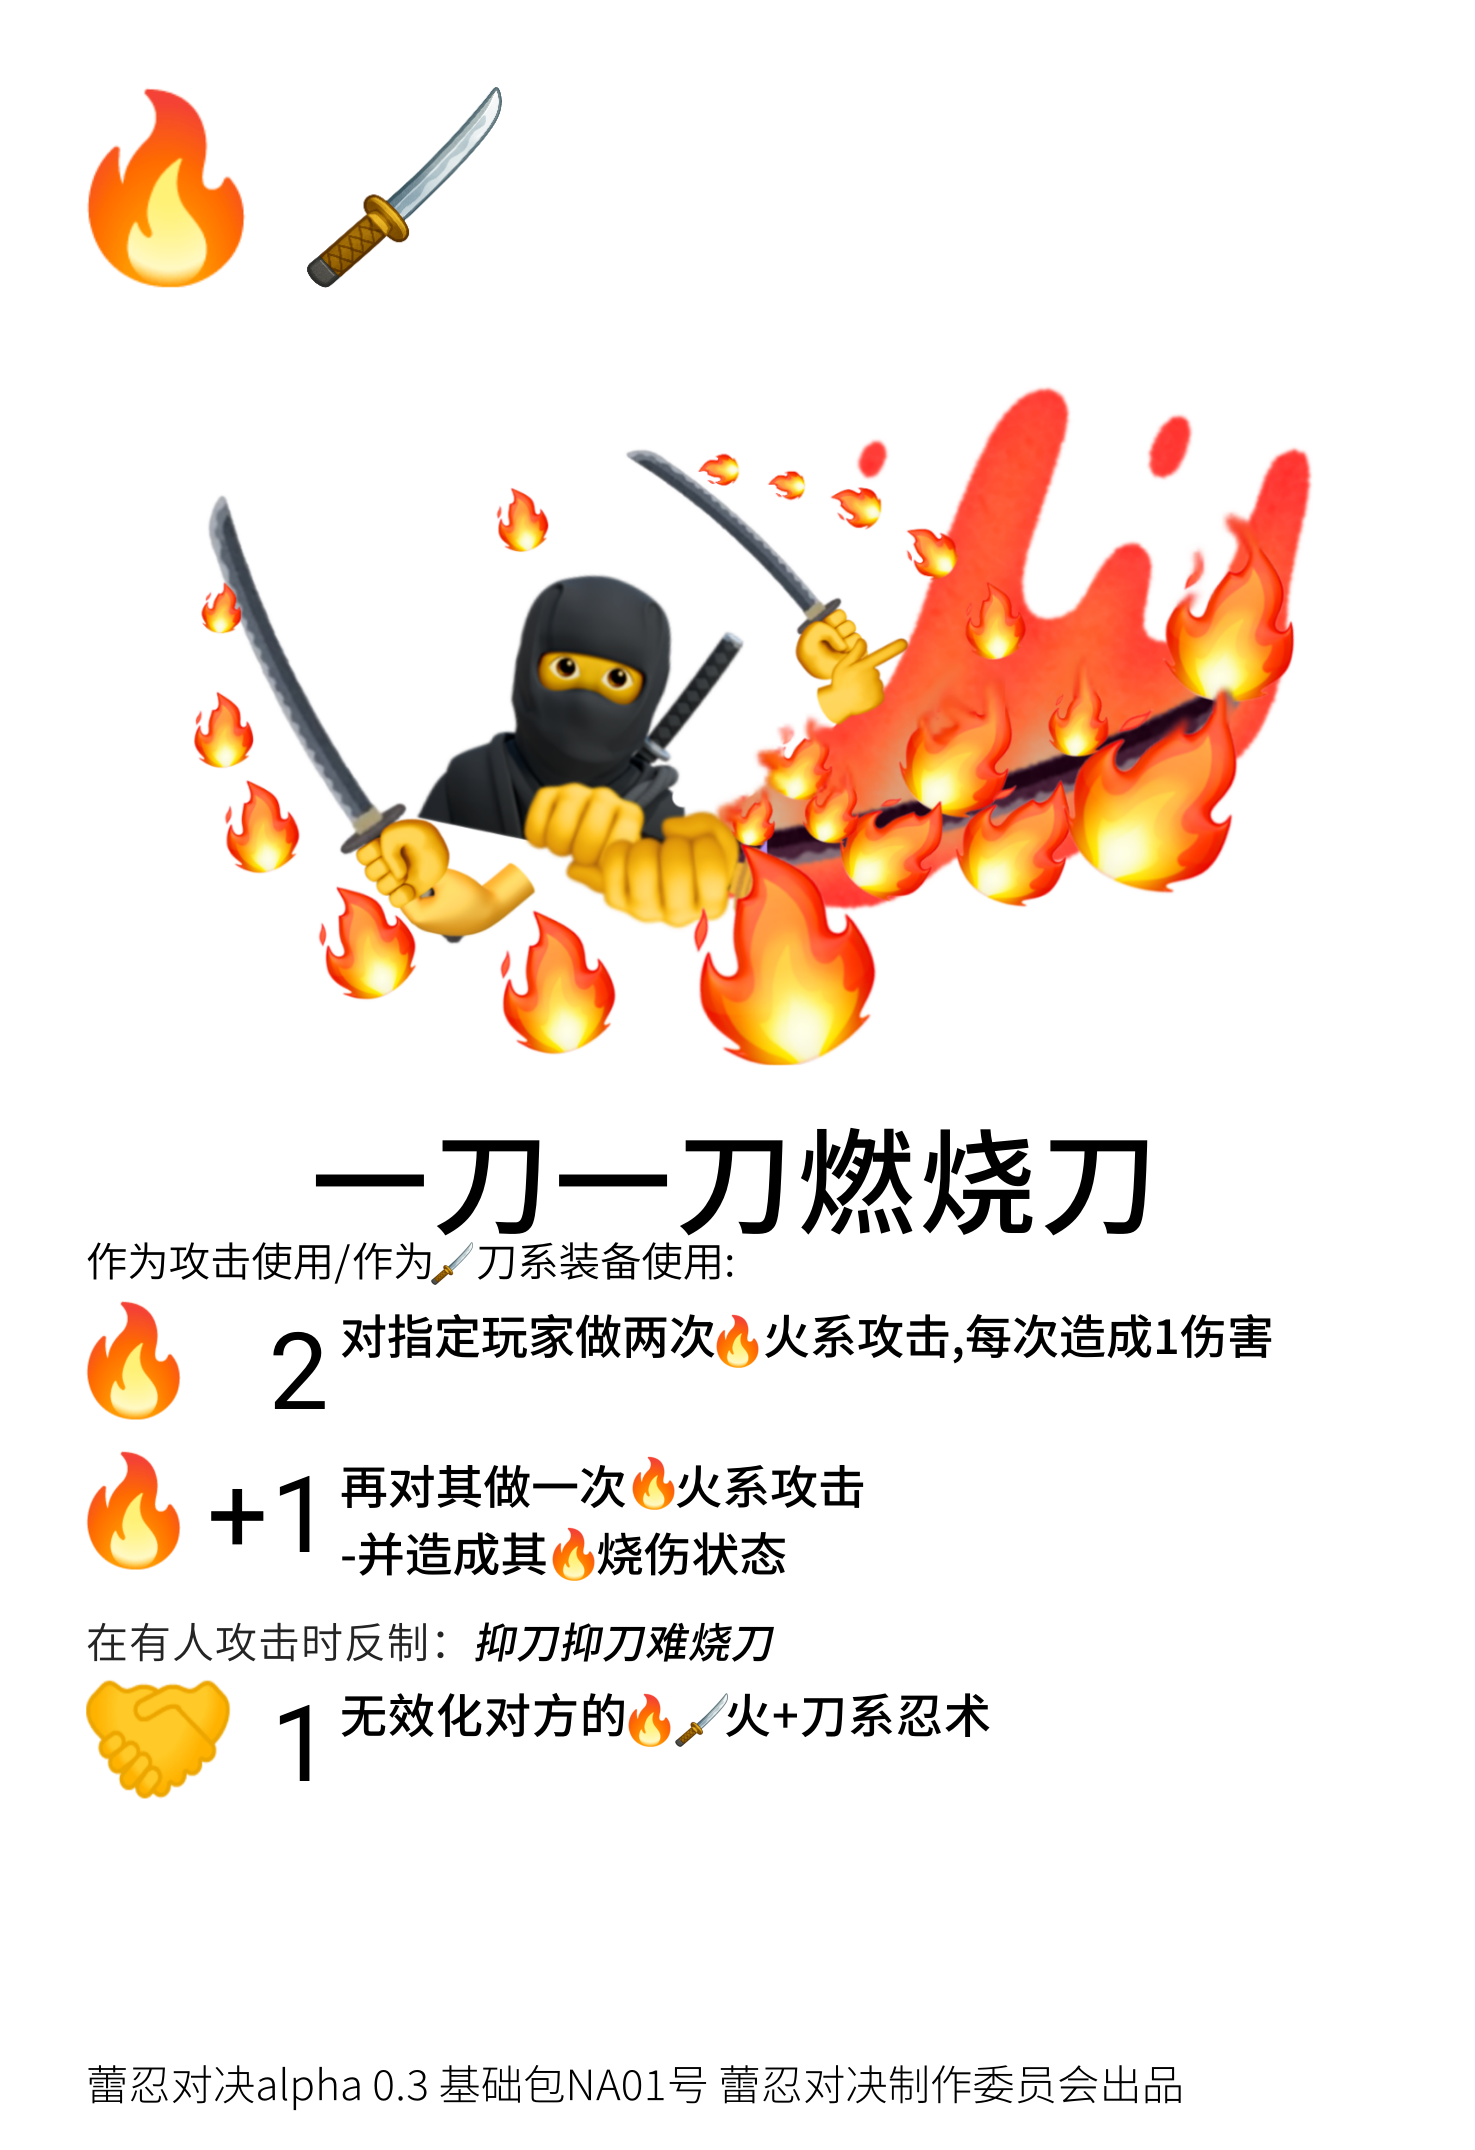 一刀一刀燃烧刀
作为攻击使用/作为🗡刀系装备使用:
2 对指定玩家做两次🔥火系攻击,每次造成1伤害
+1 再对其做一次🔥火系攻击
-并造成其🔥烧伤状态
在有人攻击时反制：抑刀抑刀难烧刀
1 无效化对方的🔥🗡火+刀系忍术
蕾忍对决alpha 0.3 基础包NA01号 蕾忍对决制作委员会出品